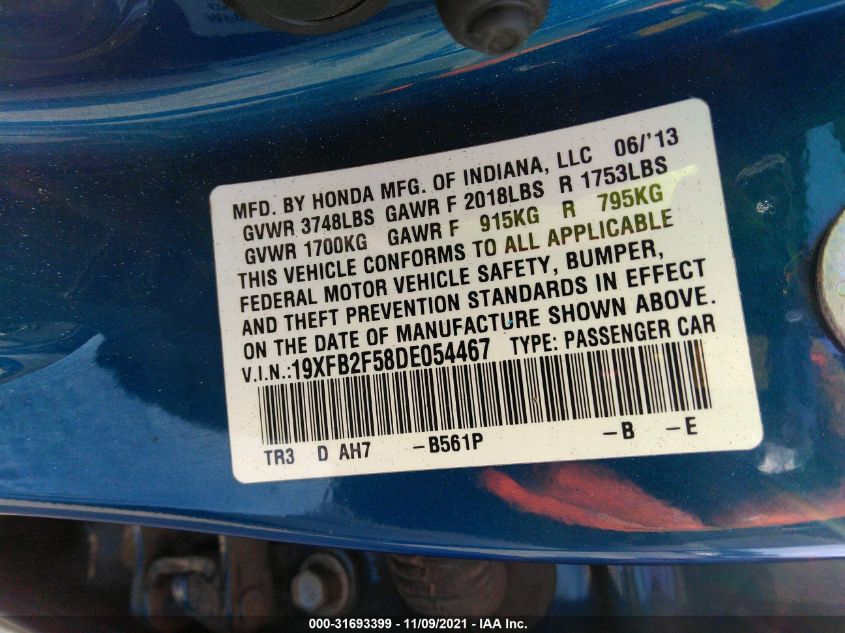 MFD. BY HONDA MFG. OF INDIANA, LLC 06/'13
GVWR 3748LBS GAWR F 2018LBS R 1753LBS
GVWR 1700KG GAWR F 915KG R 795KG
THIS VEHICLE CONFORMS TO ALL APPLICABLE
FEDERAL MOTOR VEHICLE SAFETY, BUMPER,
AND THEFT PREVENTION STANDARDS IN EFFECT
ON THE DATE OF MANUFACTURE SHOWN ABOVE.
V.I.N.:19XFB2F58DE054467 TYPE: PASSENGER CAR
TR3 D AH7 -B561P -B -E
000-31693399 - 11/09/2021 - IAA Inc.